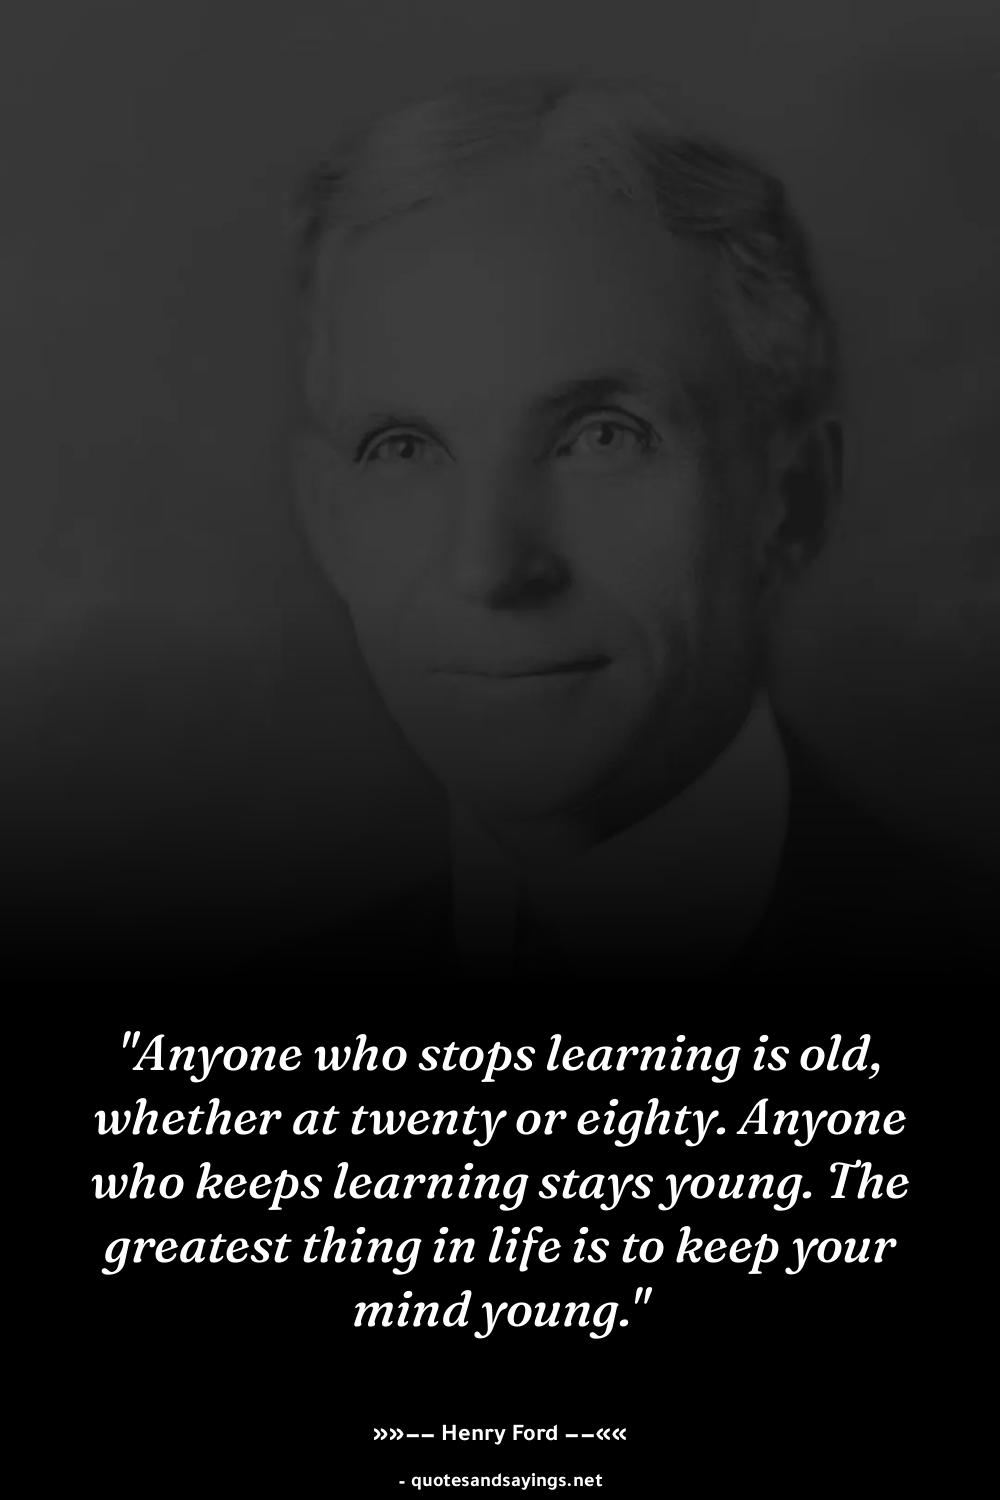 "Anyone who stops learning is old,
whether at twenty or eighty. Anyone
who keeps learning stays young. The
greatest thing in life is to keep your
mind young."
»»−− Henry Ford −−««
- quotesandsayings.net